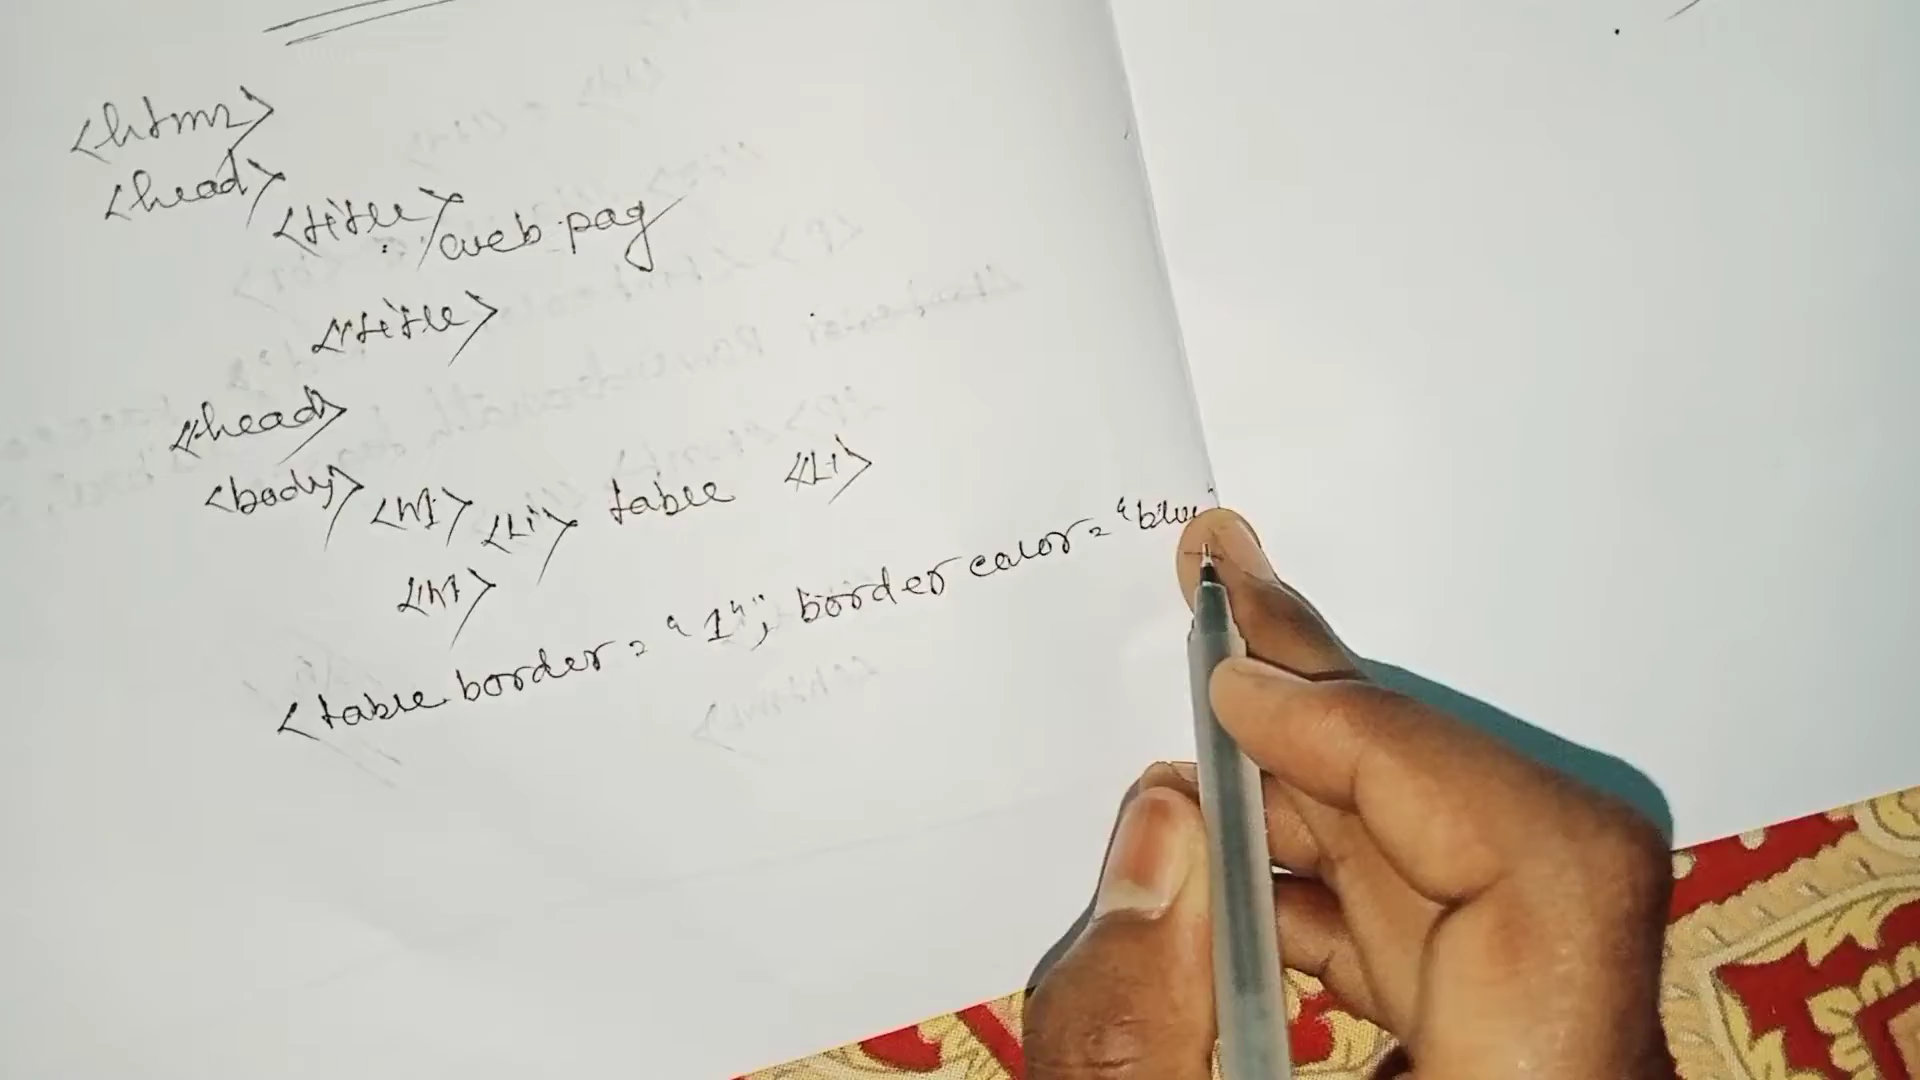 <html>
<head>
<title> web pag
</title>
</head>
<body> <h1> <Li> table </Li>
</h1>
<table border = "1"; border color = "blue"